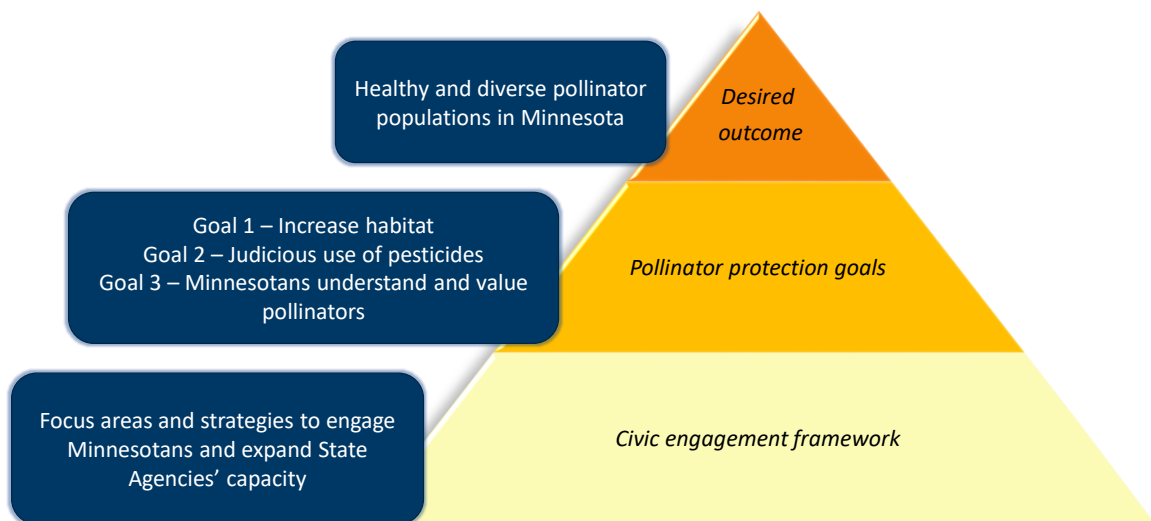 Healthy and diverse pollinator
populations in Minnesota
Desired
outcome
Goal 1 – Increase habitat
Goal 2 – Judicious use of pesticides
Goal 3 – Minnesotans understand and value
pollinators
Pollinator protection goals
Focus areas and strategies to engage
Minnesotans and expand State
Agencies’ capacity
Civic engagement framework